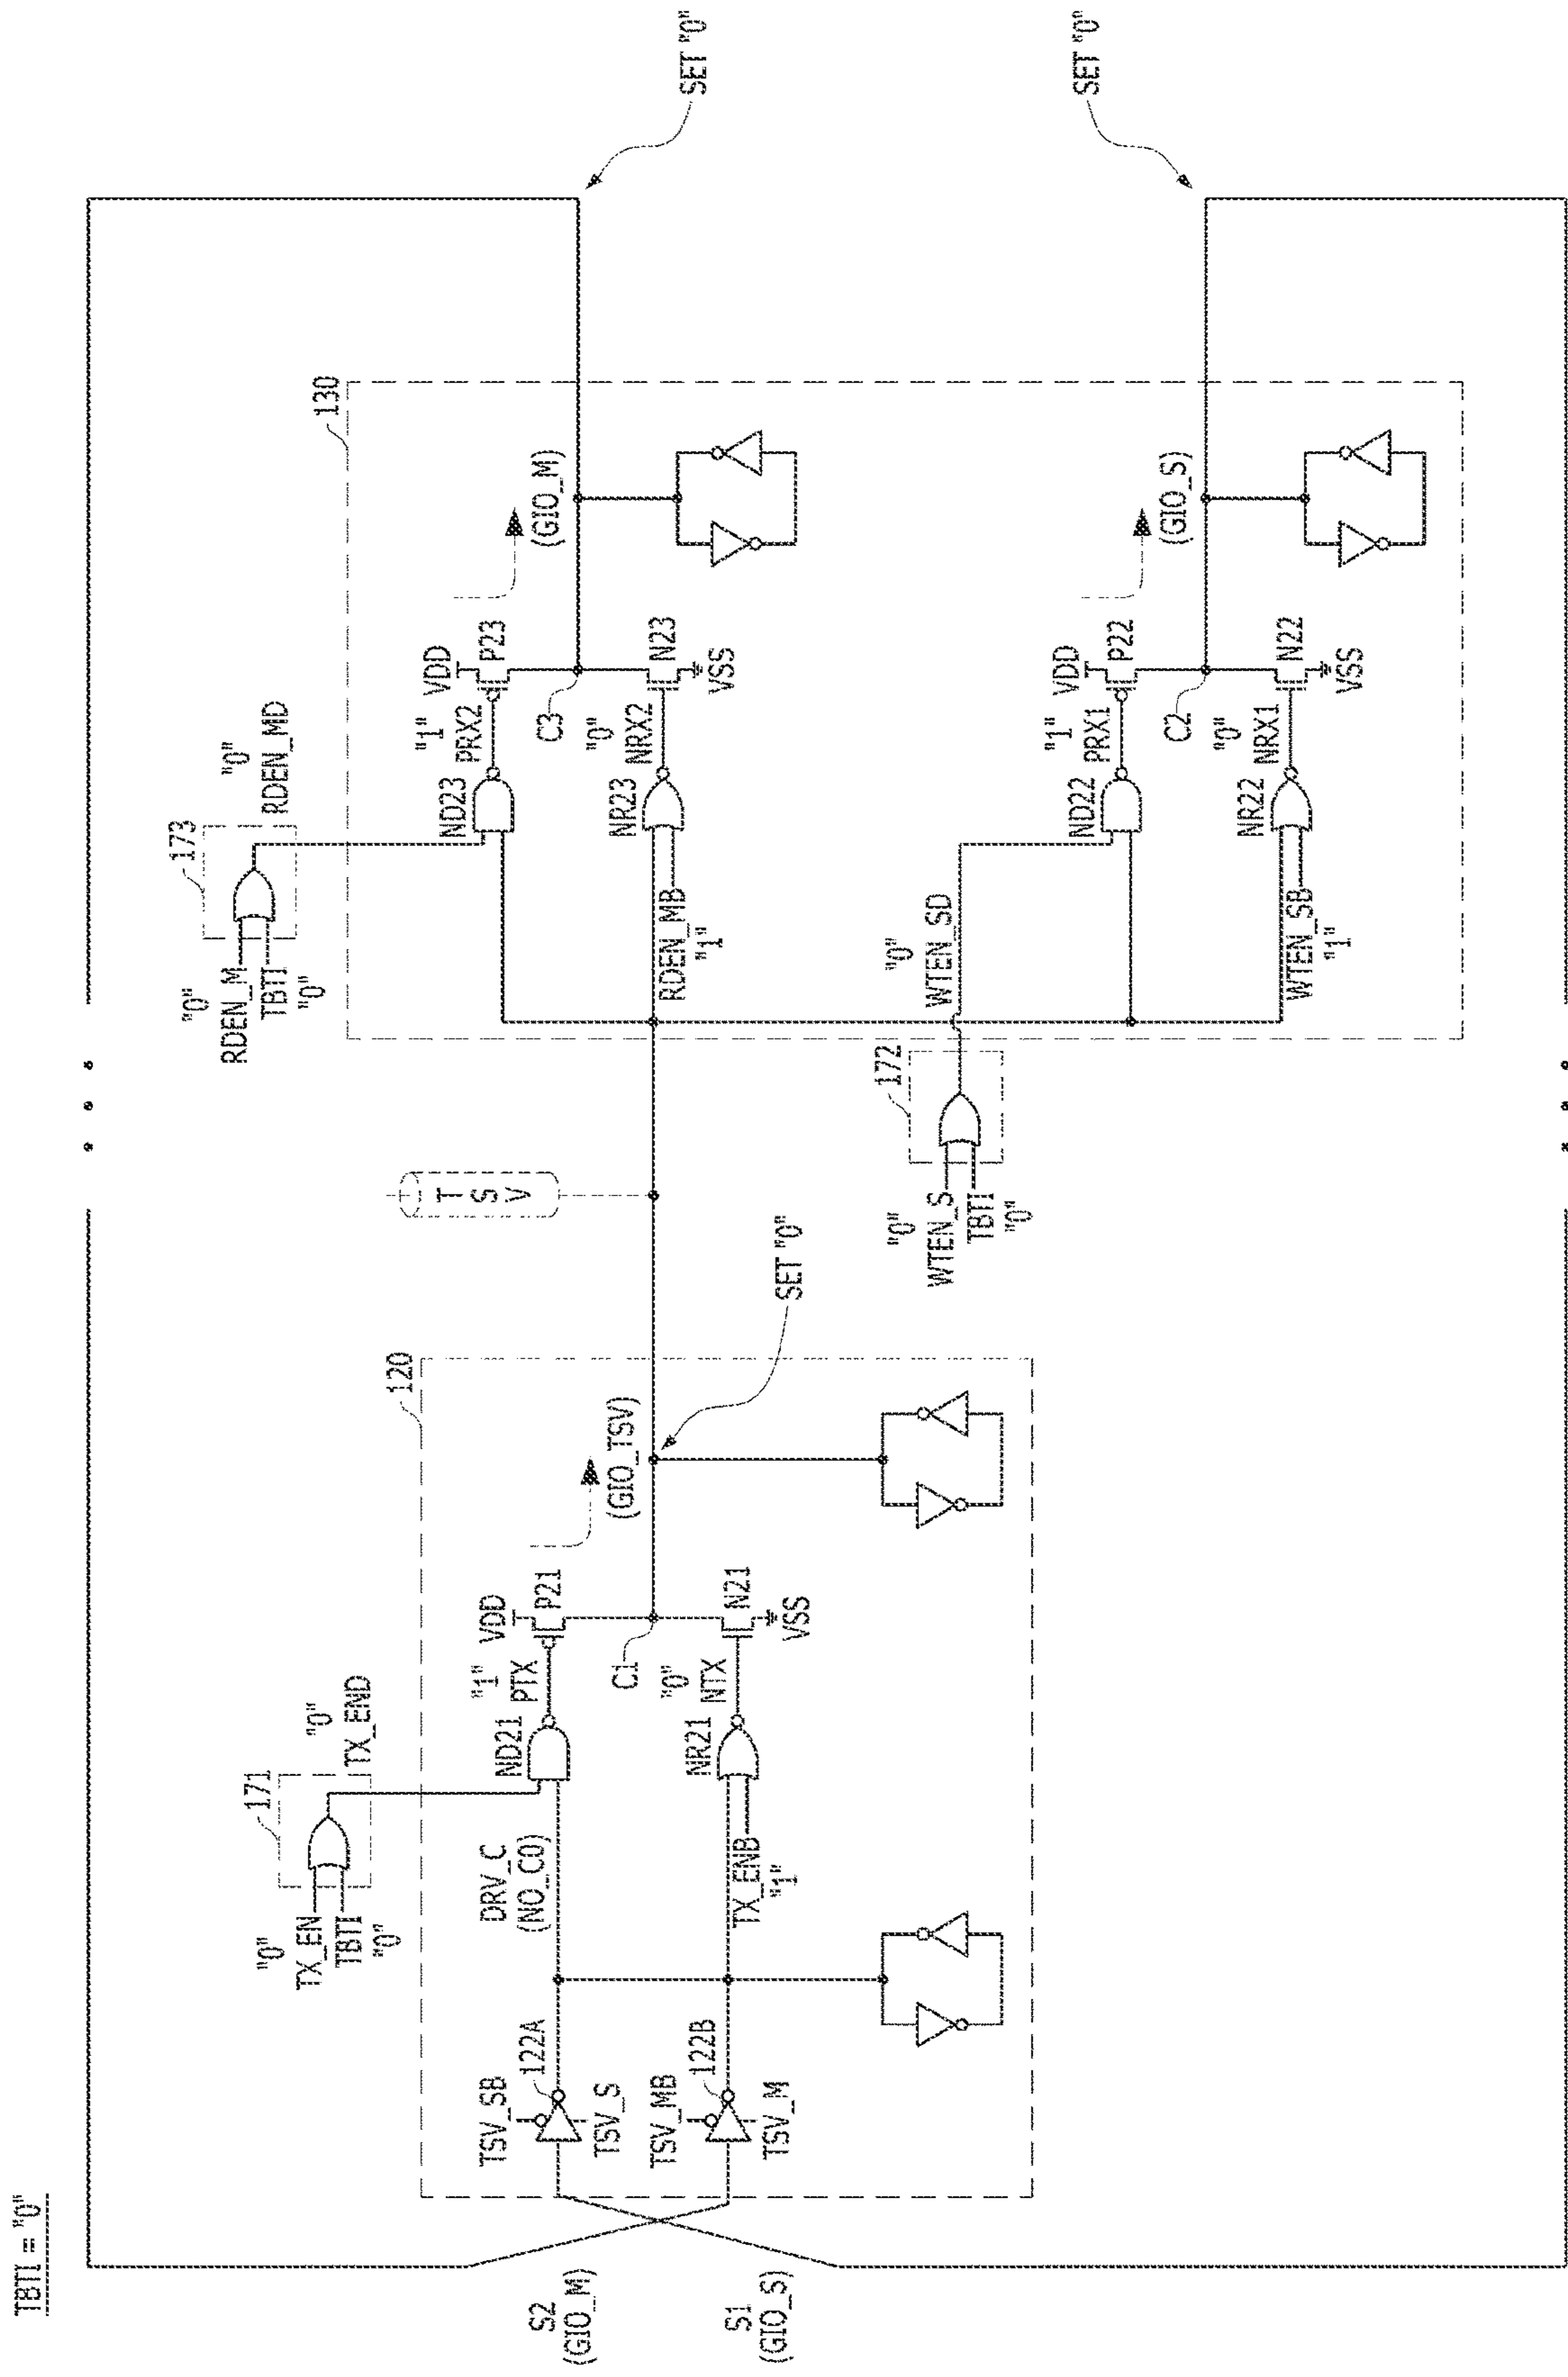 TBTI = "0"
S2
(GIO_M)
S1
(GIO_S)
120
TSV_SB
122A
TSV_S
TSV_MB
122B
TSV_M
DRV_C
(NO_C0)
TX_ENB
"1"
171
"0"
TX_EN
TBTI
"0"
"0"
TX_END
ND21
"1"
PTX
VDD
P21
C1
NR21
"0"
NTX
N21
VSS
(GIO_TSV)
SET "0"
TSV
172
"0"
WTEN_S
TBTI
"0"
"0"
WTEN_SD
173
"0"
RDEN_M
TBTI
"0"
"0"
RDEN_MD
130
ND23
"1"
PRX2
VDD
P23
C3
RDEN_MB
"1"
NR23
"0"
NRX2
N23
VSS
(GIO_M)
SET "0"
ND22
"1"
PRX1
VDD
P22
C2
WTEN_SB
"1"
NR22
"0"
NRX1
N22
VSS
(GIO_S)
SET "0"